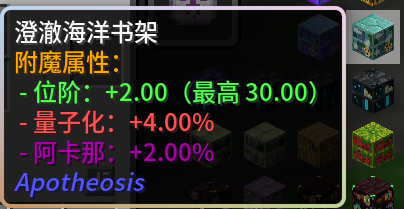 澄澈海洋书架
附魔属性：
- 位阶：+2.00（最高 30.00）
- 量子化：+4.00%
- 阿卡那：+2.00%
Apotheosis